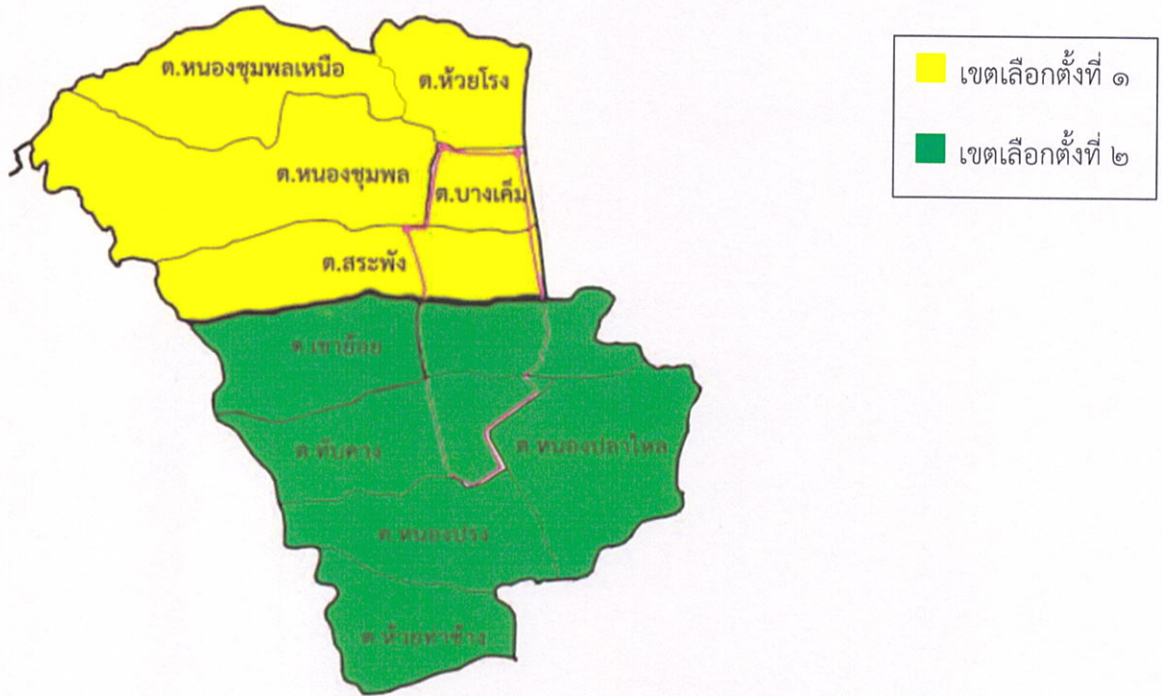 ต.หนองชุมพลเหนือ
ต.ห้วยโรง
ต.หนองชุมพล
ต.บางเค็ม
ต.สระพัง
ต.เขาย้อย
ต.ทับคาง
ต.หนองปลาไหล
ต.หนองปรง
ต.ห้วยท่าช้าง
เขตเลือกตั้งที่ ๑
เขตเลือกตั้งที่ ๒